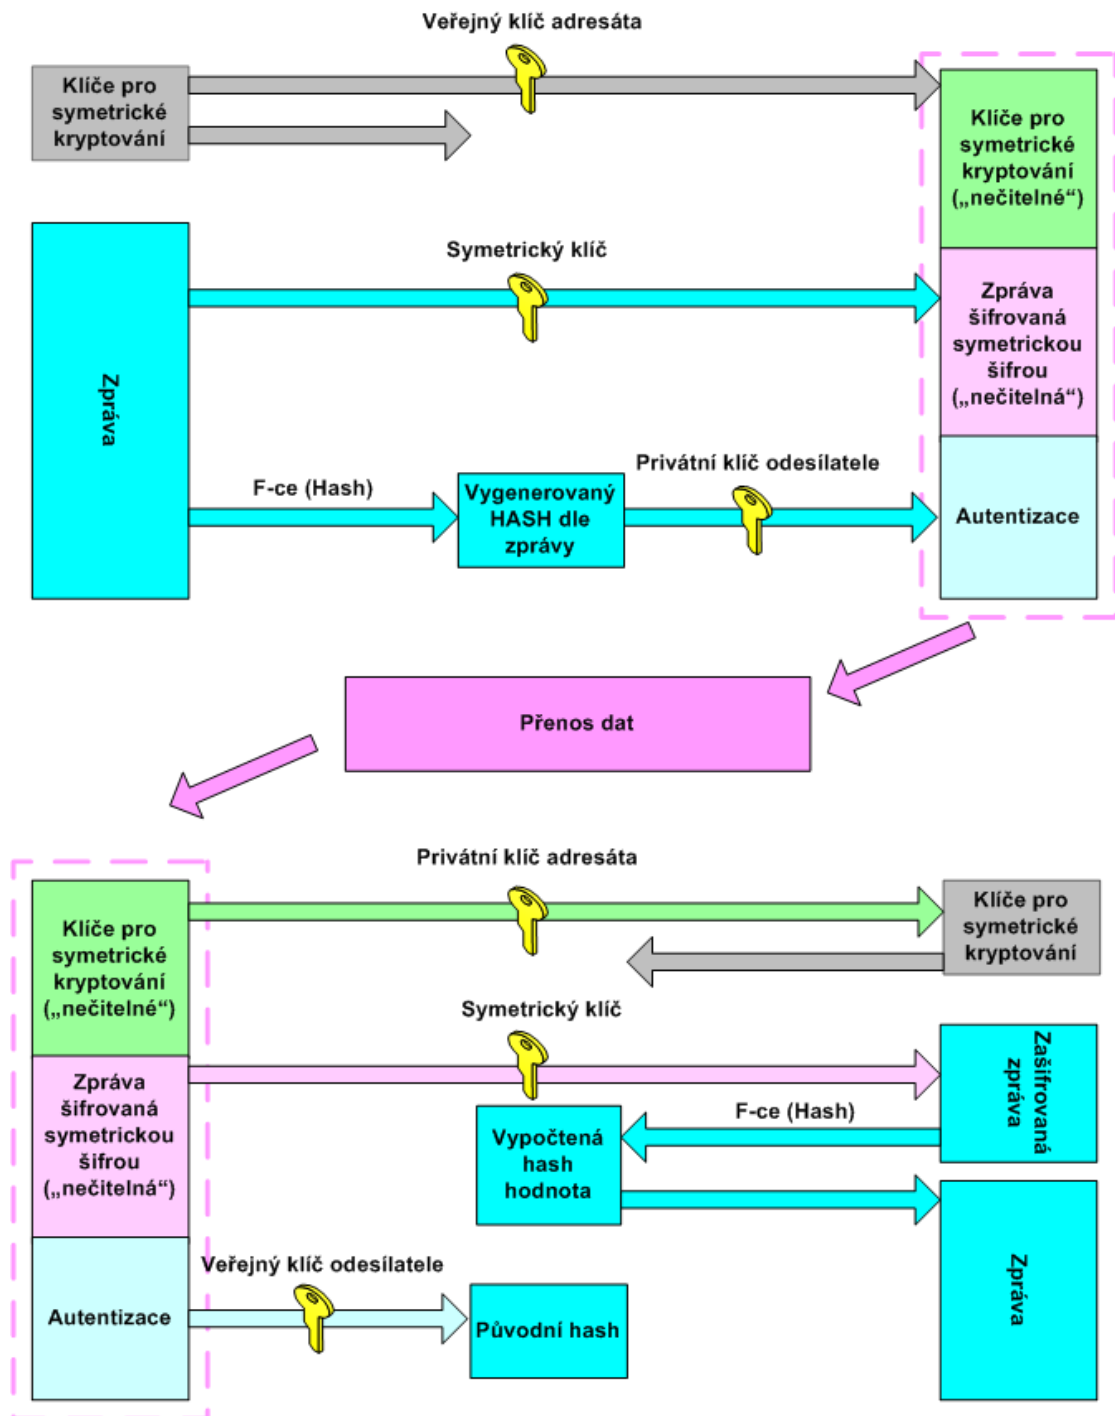 Veřejný klíč adresáta
Klíče pro
symetrické
kryptování
Klíče pro
symetrické
kryptování
(„nečitelné“)
Symetrický klíč
Zpráva
Zpráva
šifrovaná
symetrickou
šifrou
(„nečitelná“)
F-ce (Hash)
Vygenerovaný
HASH dle
zprávy
Privátní klíč odesílatele
Autentizace
Přenos dat
Privátní klíč adresáta
Klíče pro
symetrické
kryptování
(„nečitelné“)
Klíče pro
symetrické
kryptování
Symetrický klíč
Zpráva
šifrovaná
symetrickou
šifrou
(„nečitelná“)
Zašifrovaná
zpráva
F-ce (Hash)
Vypočtená
hash
hodnota
Zpráva
Veřejný klíč odesílatele
Autentizace
Původní hash